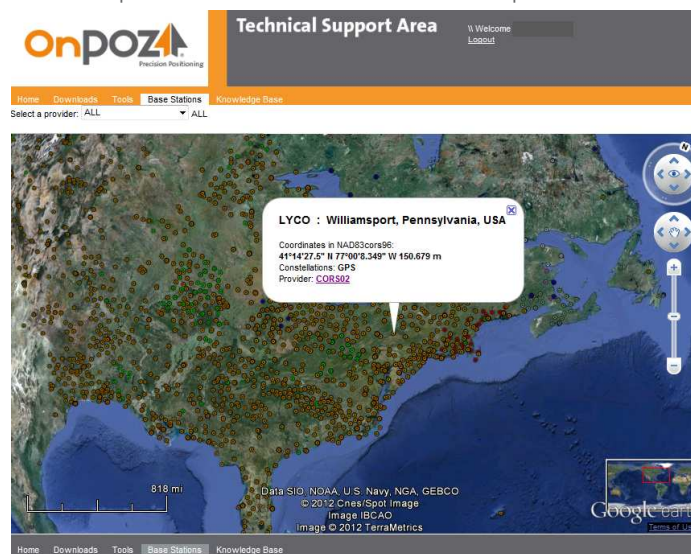 Onpoz
Precision Positioning
Technical Support Area
\\ Welcome
Logout
Home Downloads Tools Base Stations Knowledge Base
Select a provider: ALL ALL
N
LYCO : Williamsport, Pennsylvania, USA
Coordinates in NAD83cors96:
41°14'27.5" N 77°00'8.349" W 150.679 m
Constellations: GPS
Provider: CORS02
818 mi
Data SIO, NOAA, U.S. Navy, NGA, GEBCO
© 2012 Cnes/Spot Image
Image IBCAO
Image © 2012 TerraMetrics
Google earth
Terms of Us
Home Downloads Tools Base Stations Knowledge Base